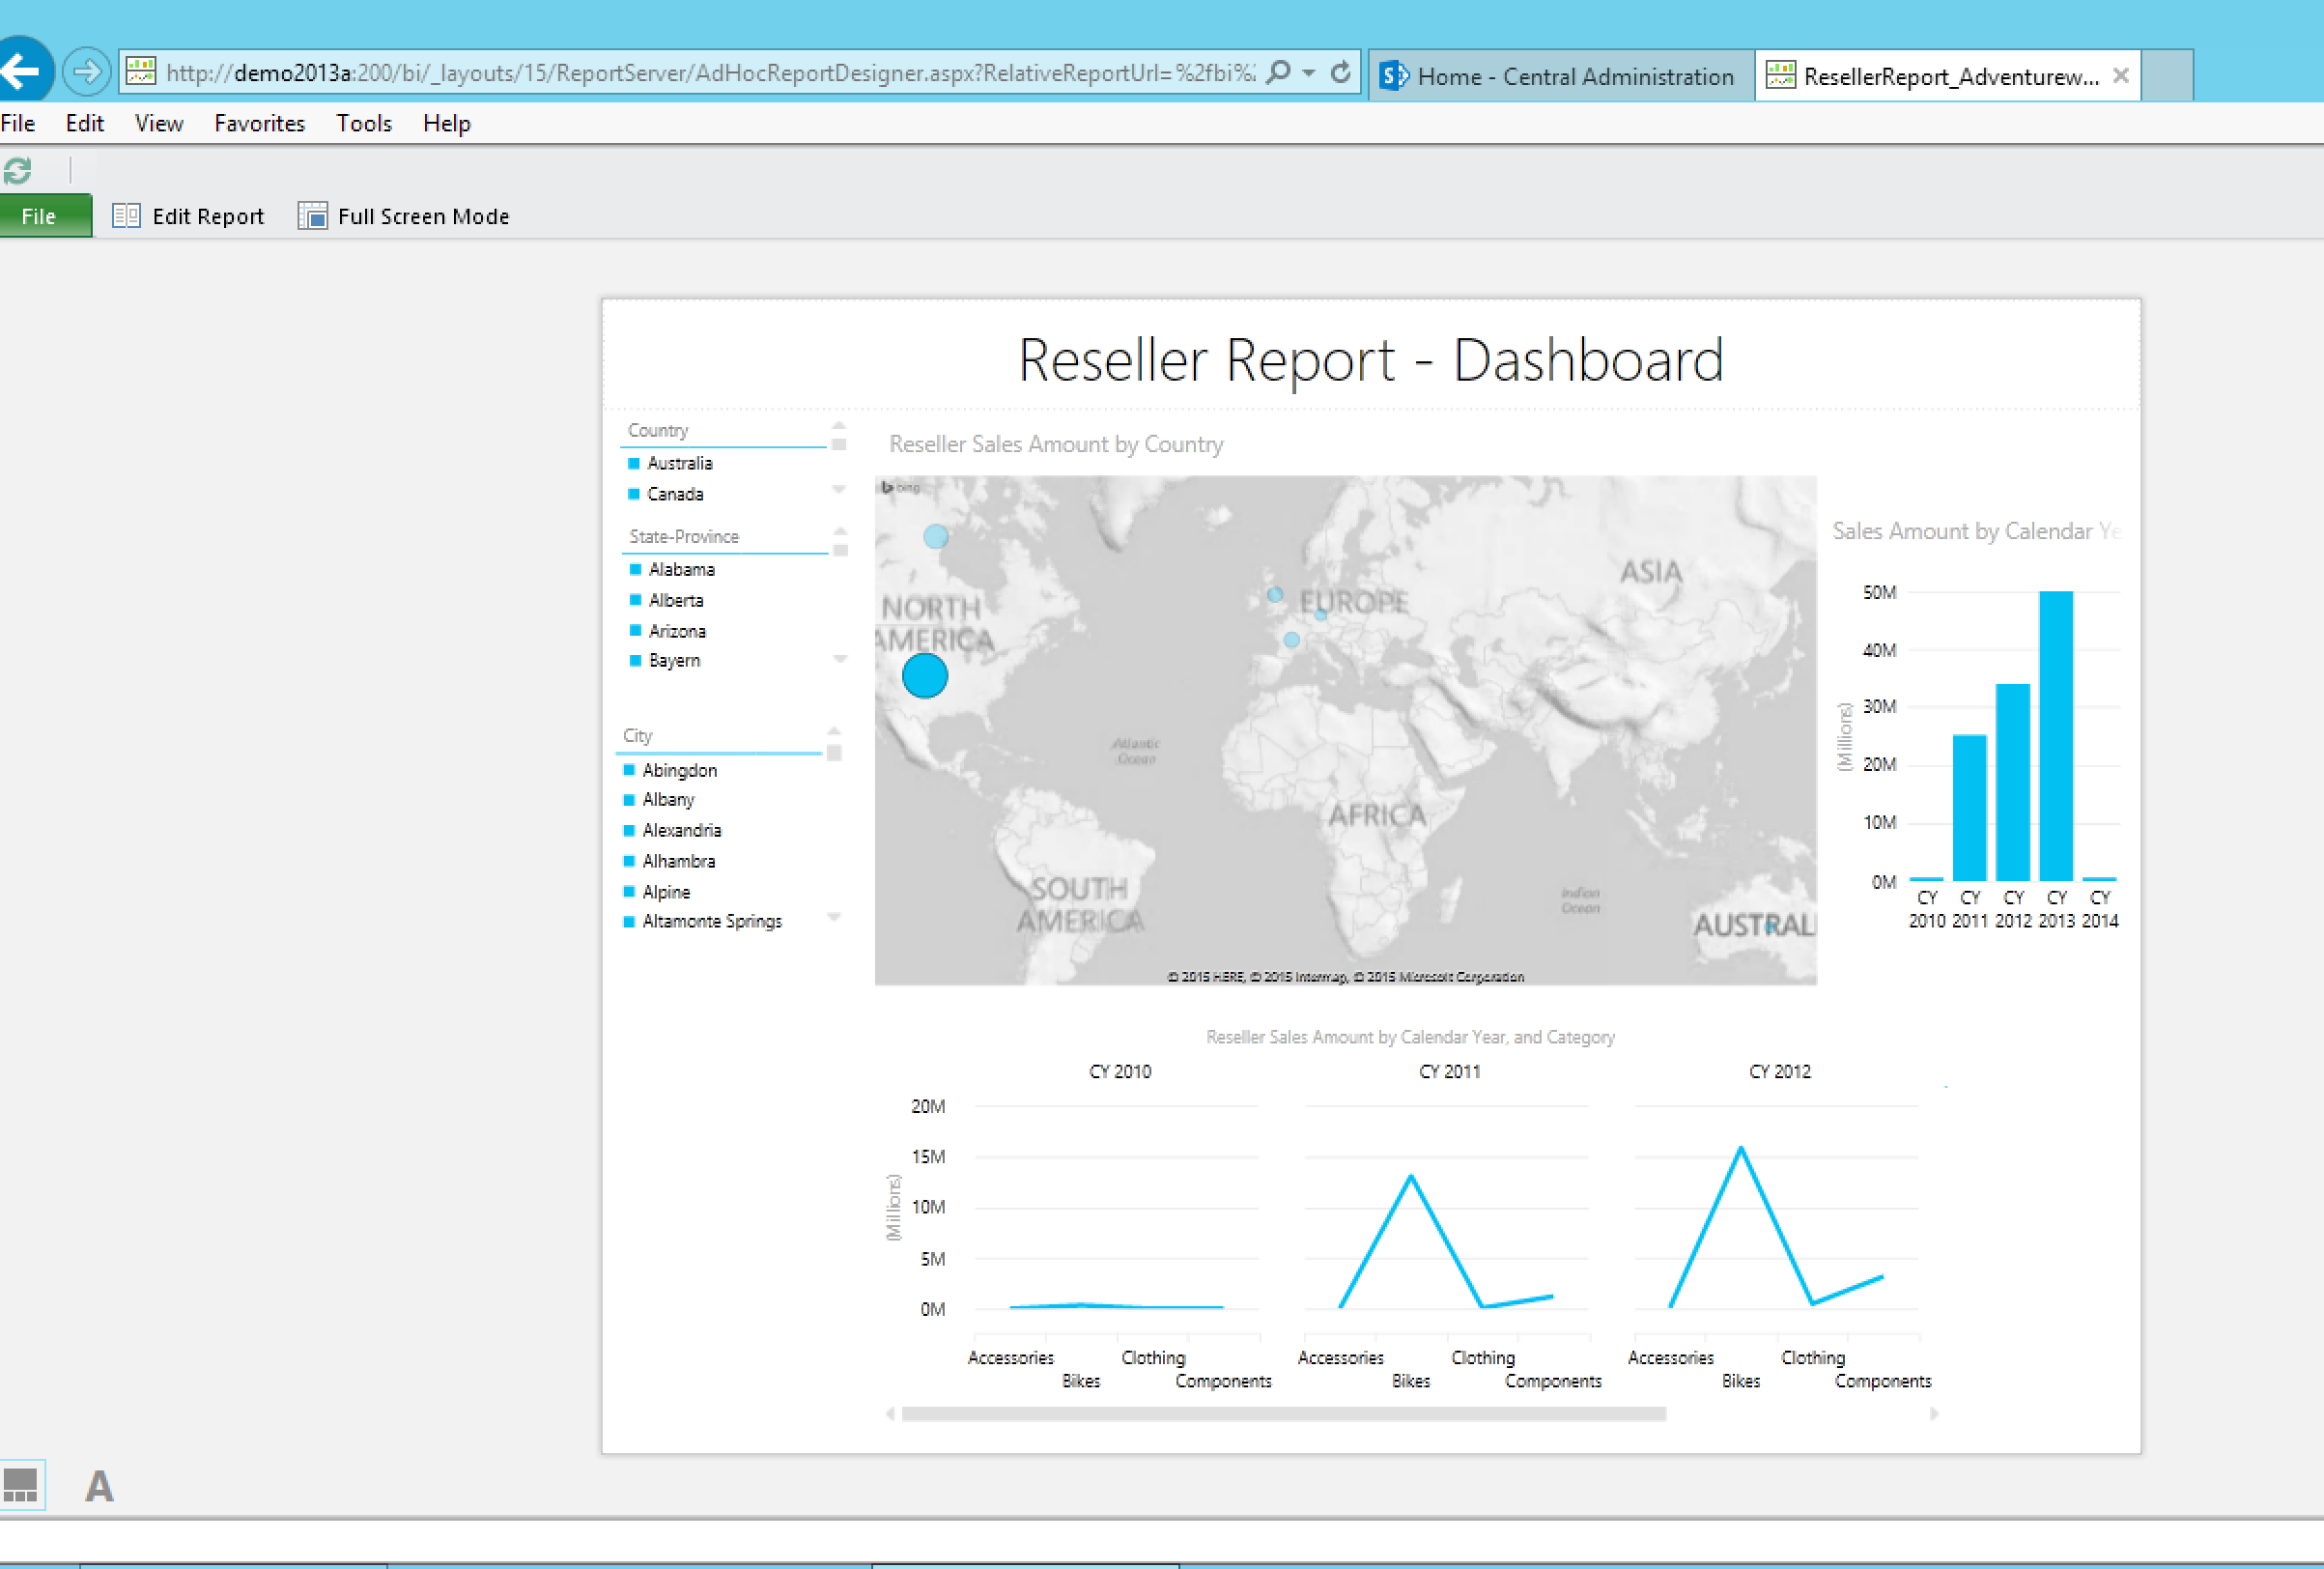 http://demo2013a:200/bi/_layouts/15/ReportServer/AdHocReportDesigner.aspx?RelativeReportUrl=%2fbi%2
Home - Central Administration
ResellerReport_Adventurew...
File Edit View Favorites Tools Help
File Edit Report Full Screen Mode
Reseller Report - Dashboard
Country
Australia
Canada
State-Province
Alabama
Alberta
Arizona
Bayern
City
Abingdon
Albany
Alexandria
Alhambra
Alpine
Altamonte Springs
Reseller Sales Amount by Country
bing
NORTH
AMERICA
EUROPE
ASIA
Atlantic
Ocean
AFRICA
SOUTH
AMERICA
Indian
Ocean
AUSTRAL
© 2015 HERE, © 2015 Intermap, © 2015 Microsoft Corporation
Sales Amount by Calendar Ye
(Millions)
50M
40M
30M
20M
10M
0M
CY CY CY CY CY
2010 2011 2012 2013 2014
Reseller Sales Amount by Calendar Year, and Category
CY 2010 CY 2011 CY 2012
(Millions)
20M
15M
10M
5M
0M
Accessories Clothing Accessories Clothing Accessories Clothing
Bikes Components Bikes Components Bikes Components
A